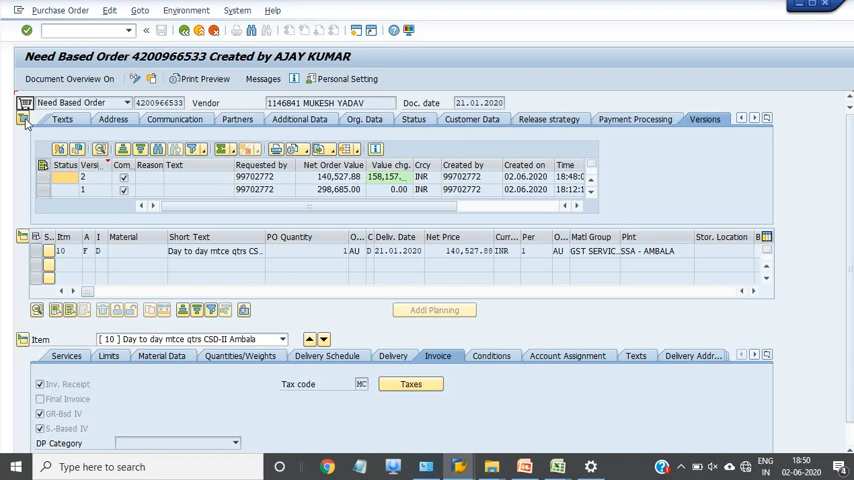 Purchase Order Edit Goto Environment System Help
Need Based Order 4200966533 Created by AJAY KUMAR
Document Overview On Print Preview Messages Personal Setting
Need Based Order 4200966533 Vendor 1146841 MUKESH YADAV Doc. date 21.01.2020
Texts Address Communication Partners Additional Data Org. Data Status Customer Data Release strategy Payment Processing Versions
Status Versi Com Reason Text Requested by Net Order Value Value chg. Crcy Created by Created on Time
2 99702772 140,527.88 158,157... INR 99702772 02.06.2020 18:48:0
1 99702772 298,685.00 0.00 INR 99702772 02.06.2020 18:12:1
S.. Itm A I Material Short Text PO Quantity O... C Deliv. Date Net Price Curr... Per O... Matl Group Plnt Stor. Location B
10 F D Day to day mtce qtrs CS... 1 AU D 21.01.2020 140,527.88 INR 1 AU GST SERVIC... SSA - AMBALA
Addl Planning
Item [ 10 ] Day to day mtce qtrs CSD-II Ambala
Services Limits Material Data Quantities/Weights Delivery Schedule Delivery Invoice Conditions Account Assignment Texts Delivery Addr...
Inv. Receipt Tax code MC Taxes
Final Invoice
GR-Bsd IV
S.-Based IV
DP Category
Type here to search
ENG 18:50
IN 02-06-2020 4